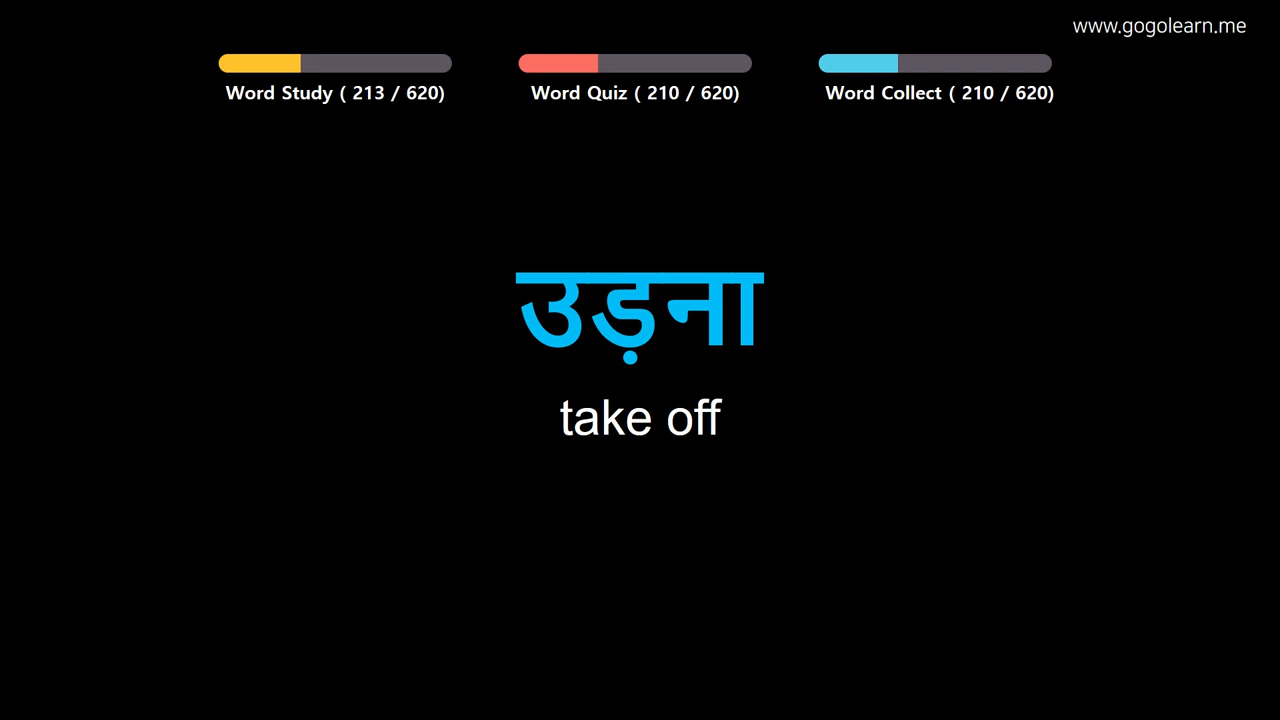 www.gogolearn.me
Word Study ( 213 / 620)
Word Quiz ( 210 / 620)
Word Collect ( 210 / 620)
उड़ना
take off